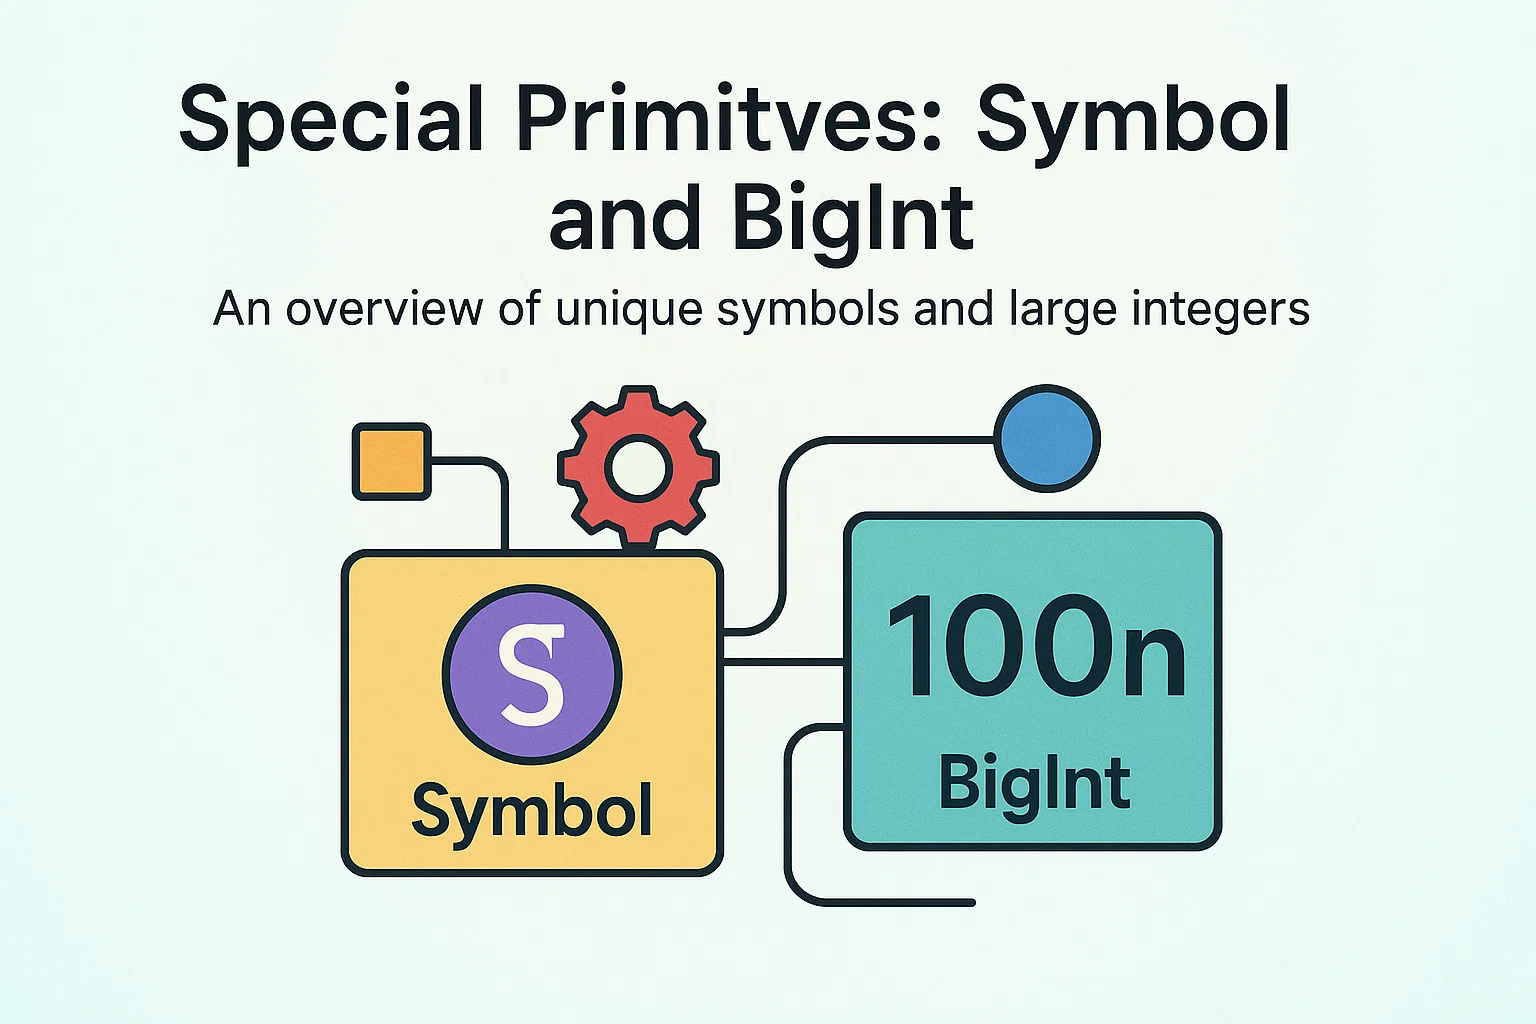 Special Primitves: Symbol
and BigInt
An overview of unique symbols and large integers
S
Symbol
100n
BigInt